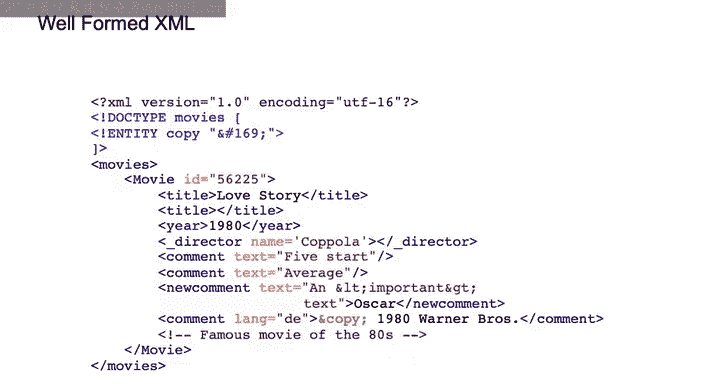 Well Formed XML
<?xml version="1.0" encoding="utf-16"?>
<!DOCTYPE movies [
<!ENTITY copy "&#169;">
]>
<movies>
<Movie id="56225">
<title>Love Story</title>
<title></title>
<year>1980</year>
<_director name='Coppola'></_director>
<comment text="Five start"/>
<comment text="Average"/>
<newcomment text="An &lt;important&gt;
text">Oscar</newcomment>
<comment lang="de">&copy; 1980 Warner Bros.</comment>
<!-- Famous movie of the 80s -->
</Movie>
</movies>